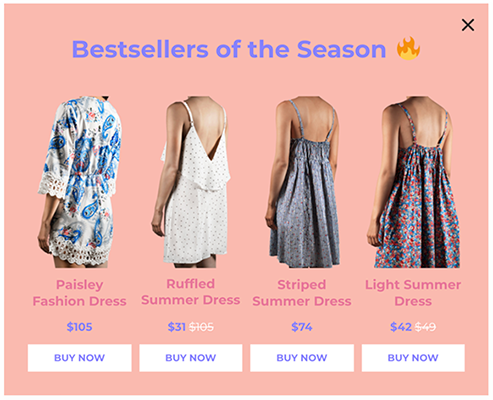 Bestsellers of the Season 🔥
Paisley
Fashion Dress
$105
BUY NOW
Ruffled
Summer Dress
$31 $105
BUY NOW
Striped
Summer Dress
$74
BUY NOW
Light Summer
Dress
$42 $49
BUY NOW